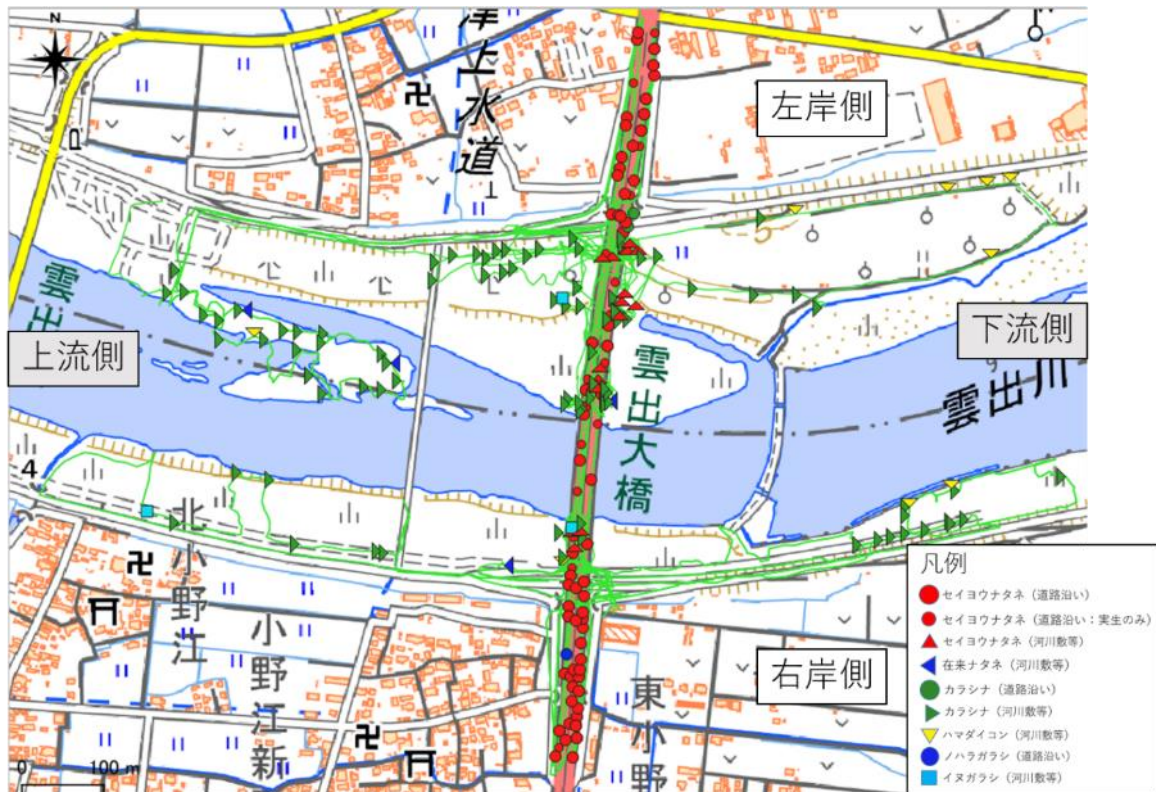 N
津上水道
左岸側
雲出
上流側
下流側
雲出川
雲出大橋
4
北小野江
小野江新
東小野
右岸側
0 100 m
凡例
セイヨウナタネ（道路沿い）
セイヨウナタネ（道路沿い：実生のみ）
セイヨウナタネ（河川敷等）
在来ナタネ（河川敷等）
カラシナ（道路沿い）
カラシナ（河川敷等）
ハマダイコン（河川敷等）
ノハラガラシ（道路沿い）
イヌガラシ（河川敷等）